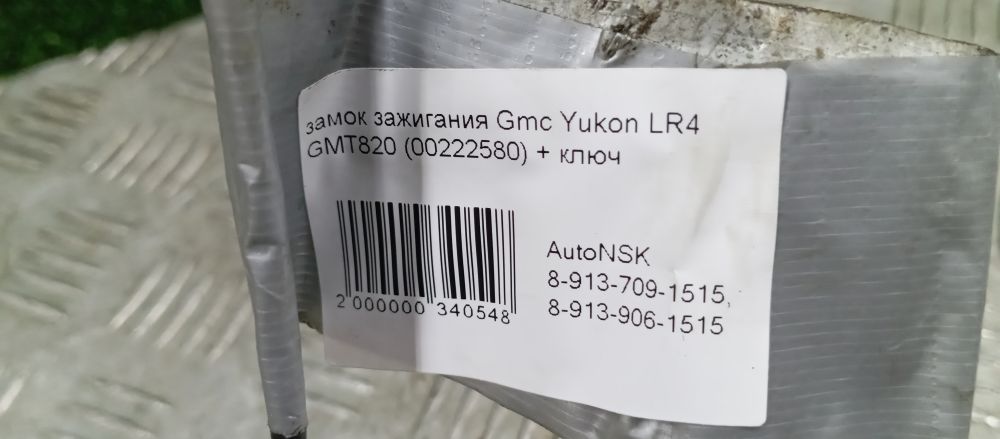 замок зажигания Gmc Yukon LR4
GMT820 (00222580) + ключ
AutoNSK
8-913-709-1515,
8-913-906-1515
2 000000 340548